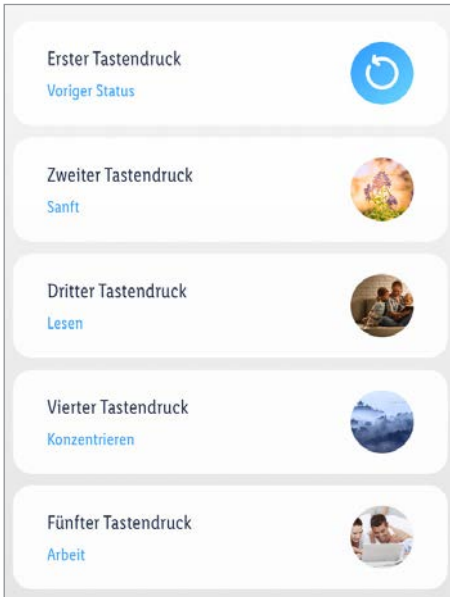 Erster Tastendruck
Voriger Status
Zweiter Tastendruck
Sanft
Dritter Tastendruck
Lesen
Vierter Tastendruck
Konzentrieren
Fünfter Tastendruck
Arbeit